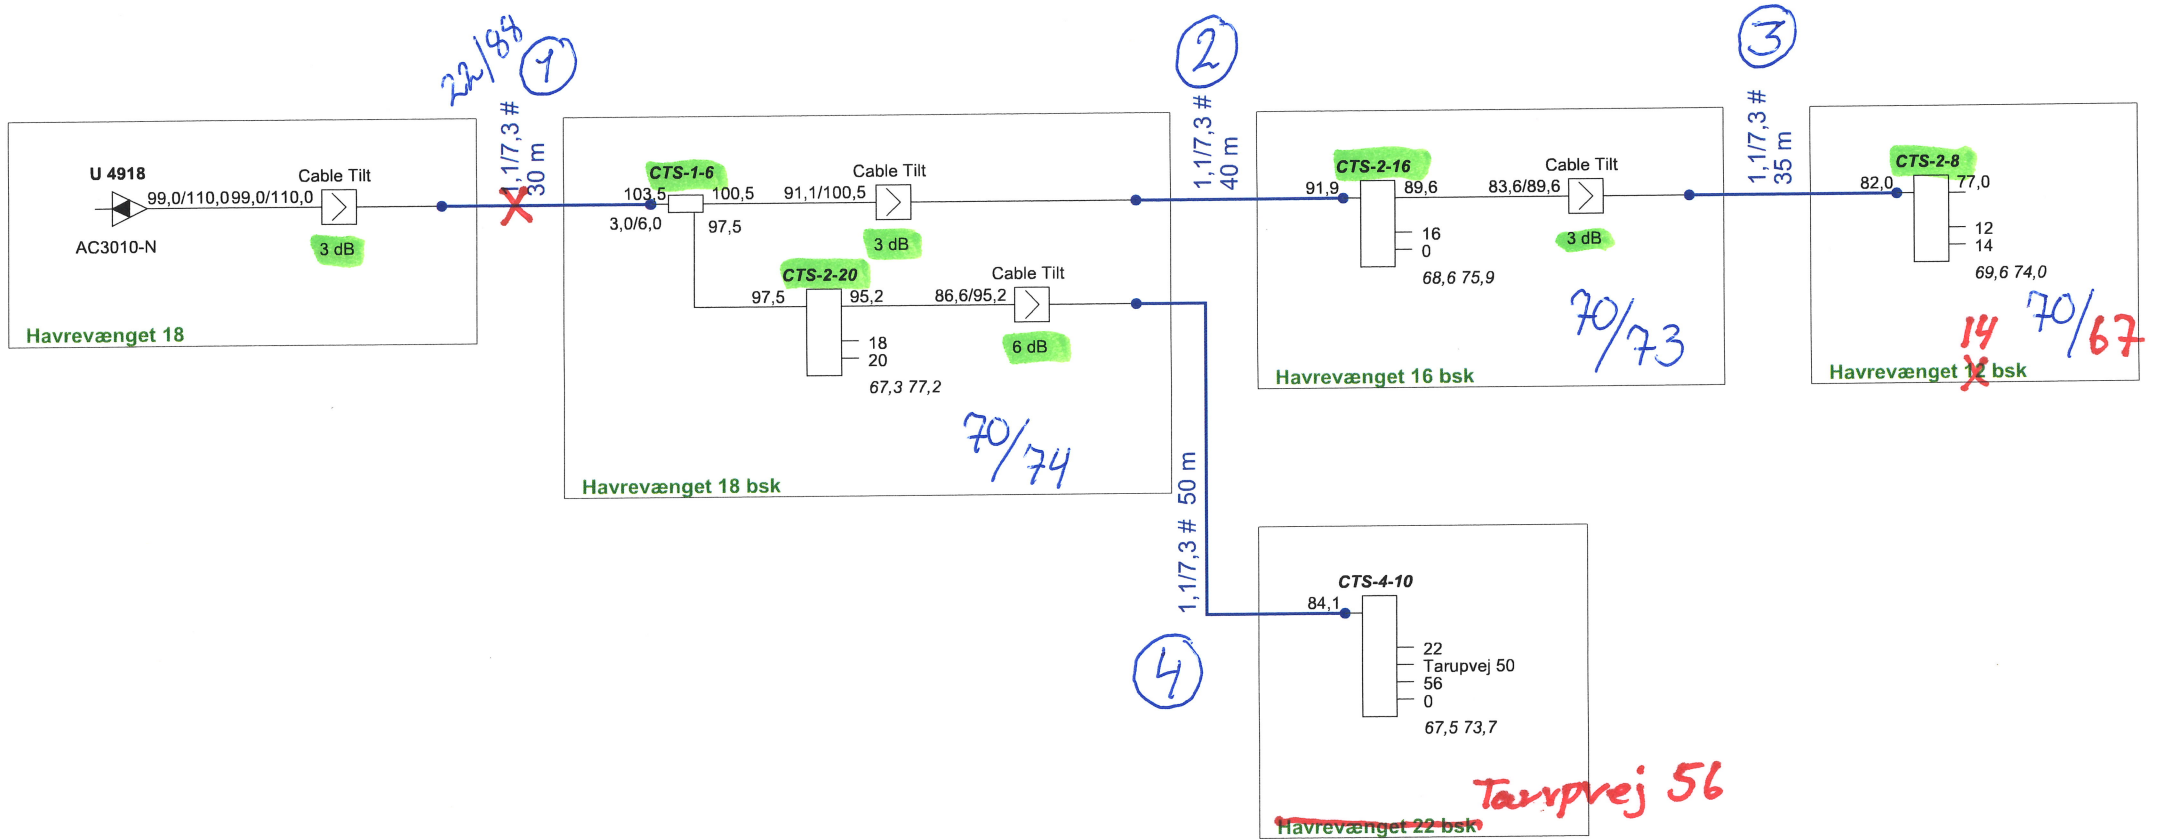 22/88
1
1,1/7,3 #
30 m
2
1,1/7,3 #
40 m
3
1,1/7,3 #
35 m
U 4918
99,0/110,0 99,0/110,0
Cable Tilt
3 dB
AC3010-N
Havrevænget 18
CTS-1-6
103,5
100,5
3,0/6,0
97,5
91,1/100,5
Cable Tilt
3 dB
CTS-2-20
97,5
95,2
86,6/95,2
Cable Tilt
6 dB
18
20
67,3 77,2
70/74
Havrevænget 18 bsk
CTS-2-16
91,9
89,6
83,6/89,6
Cable Tilt
3 dB
16
0
68,6 75,9
70/73
Havrevænget 16 bsk
CTS-2-8
82,0
77,0
12
14
69,6 74,0
70/67
14
Havrevænget 12 bsk
1,1/7,3 # 50 m
4
CTS-4-10
84,1
22
Tarupvej 50
56
0
67,5 73,7
Tarupvej 56
Havrevænget 22 bsk